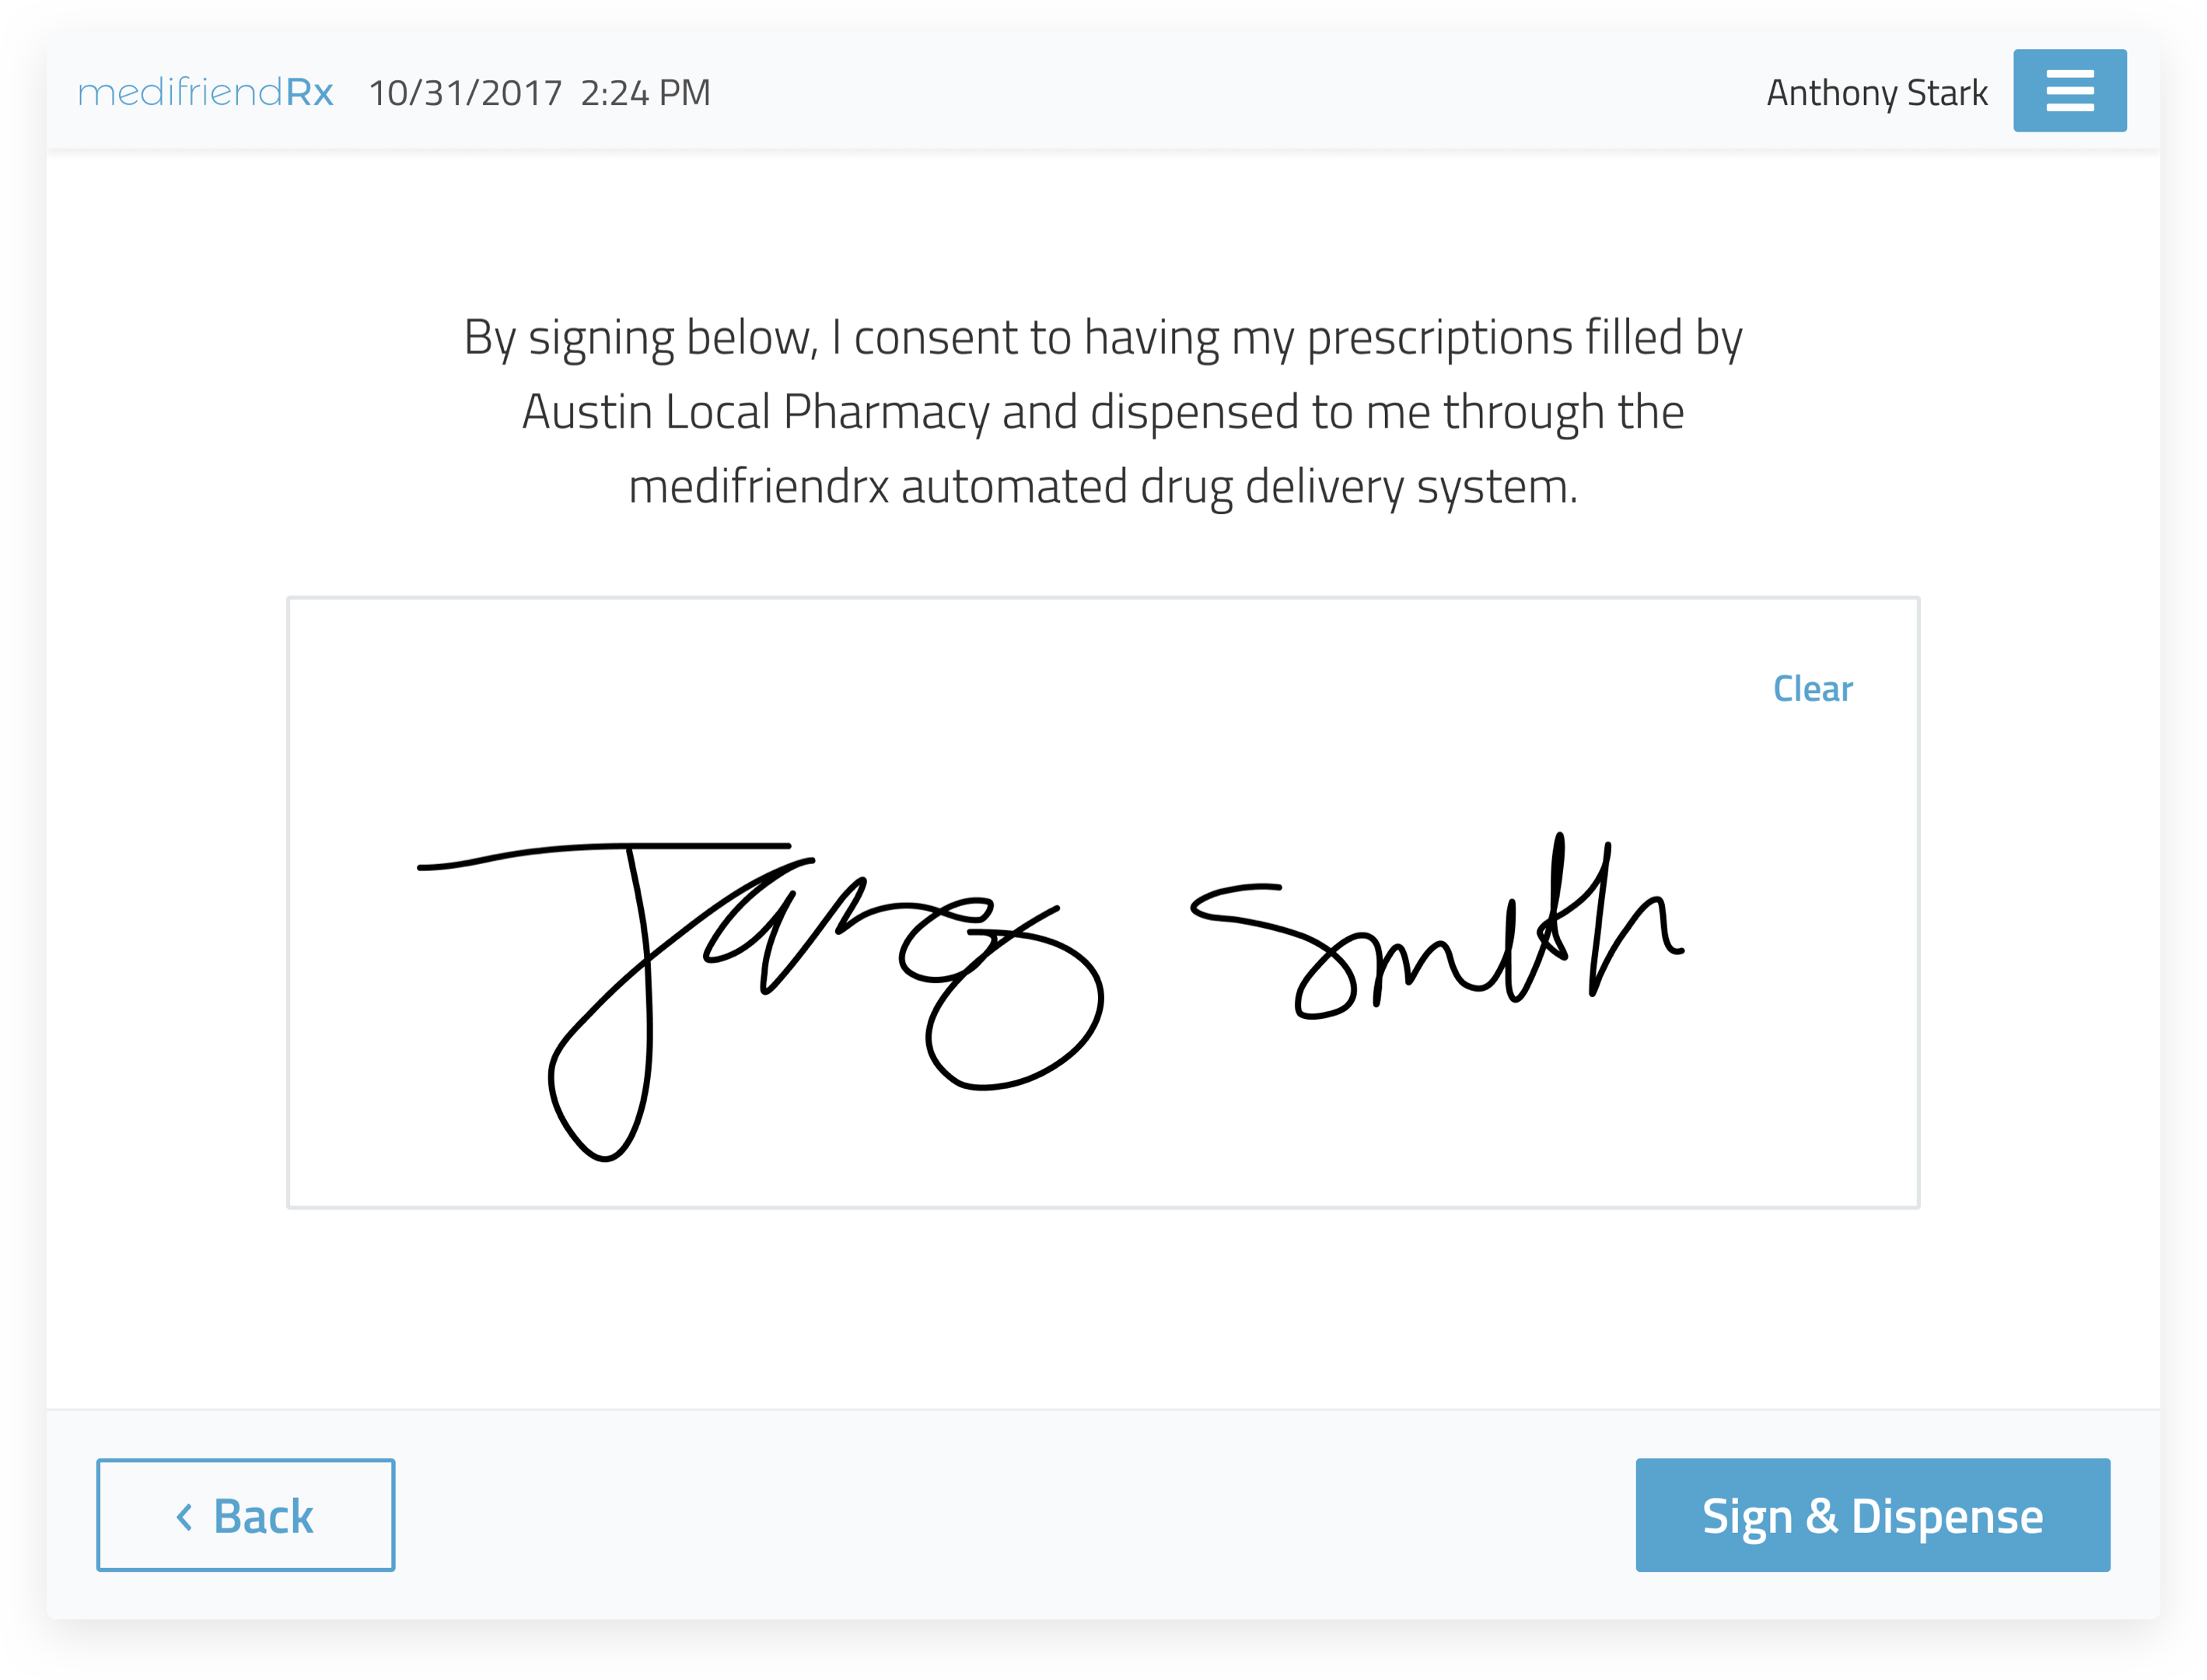 medifriendRx 10/31/2017 2:24 PM Anthony Stark
By signing below, I consent to having my prescriptions filled by
Austin Local Pharmacy and dispensed to me through the
medifriendrx automated drug delivery system.
Clear
James Smith
Back Sign & Dispense